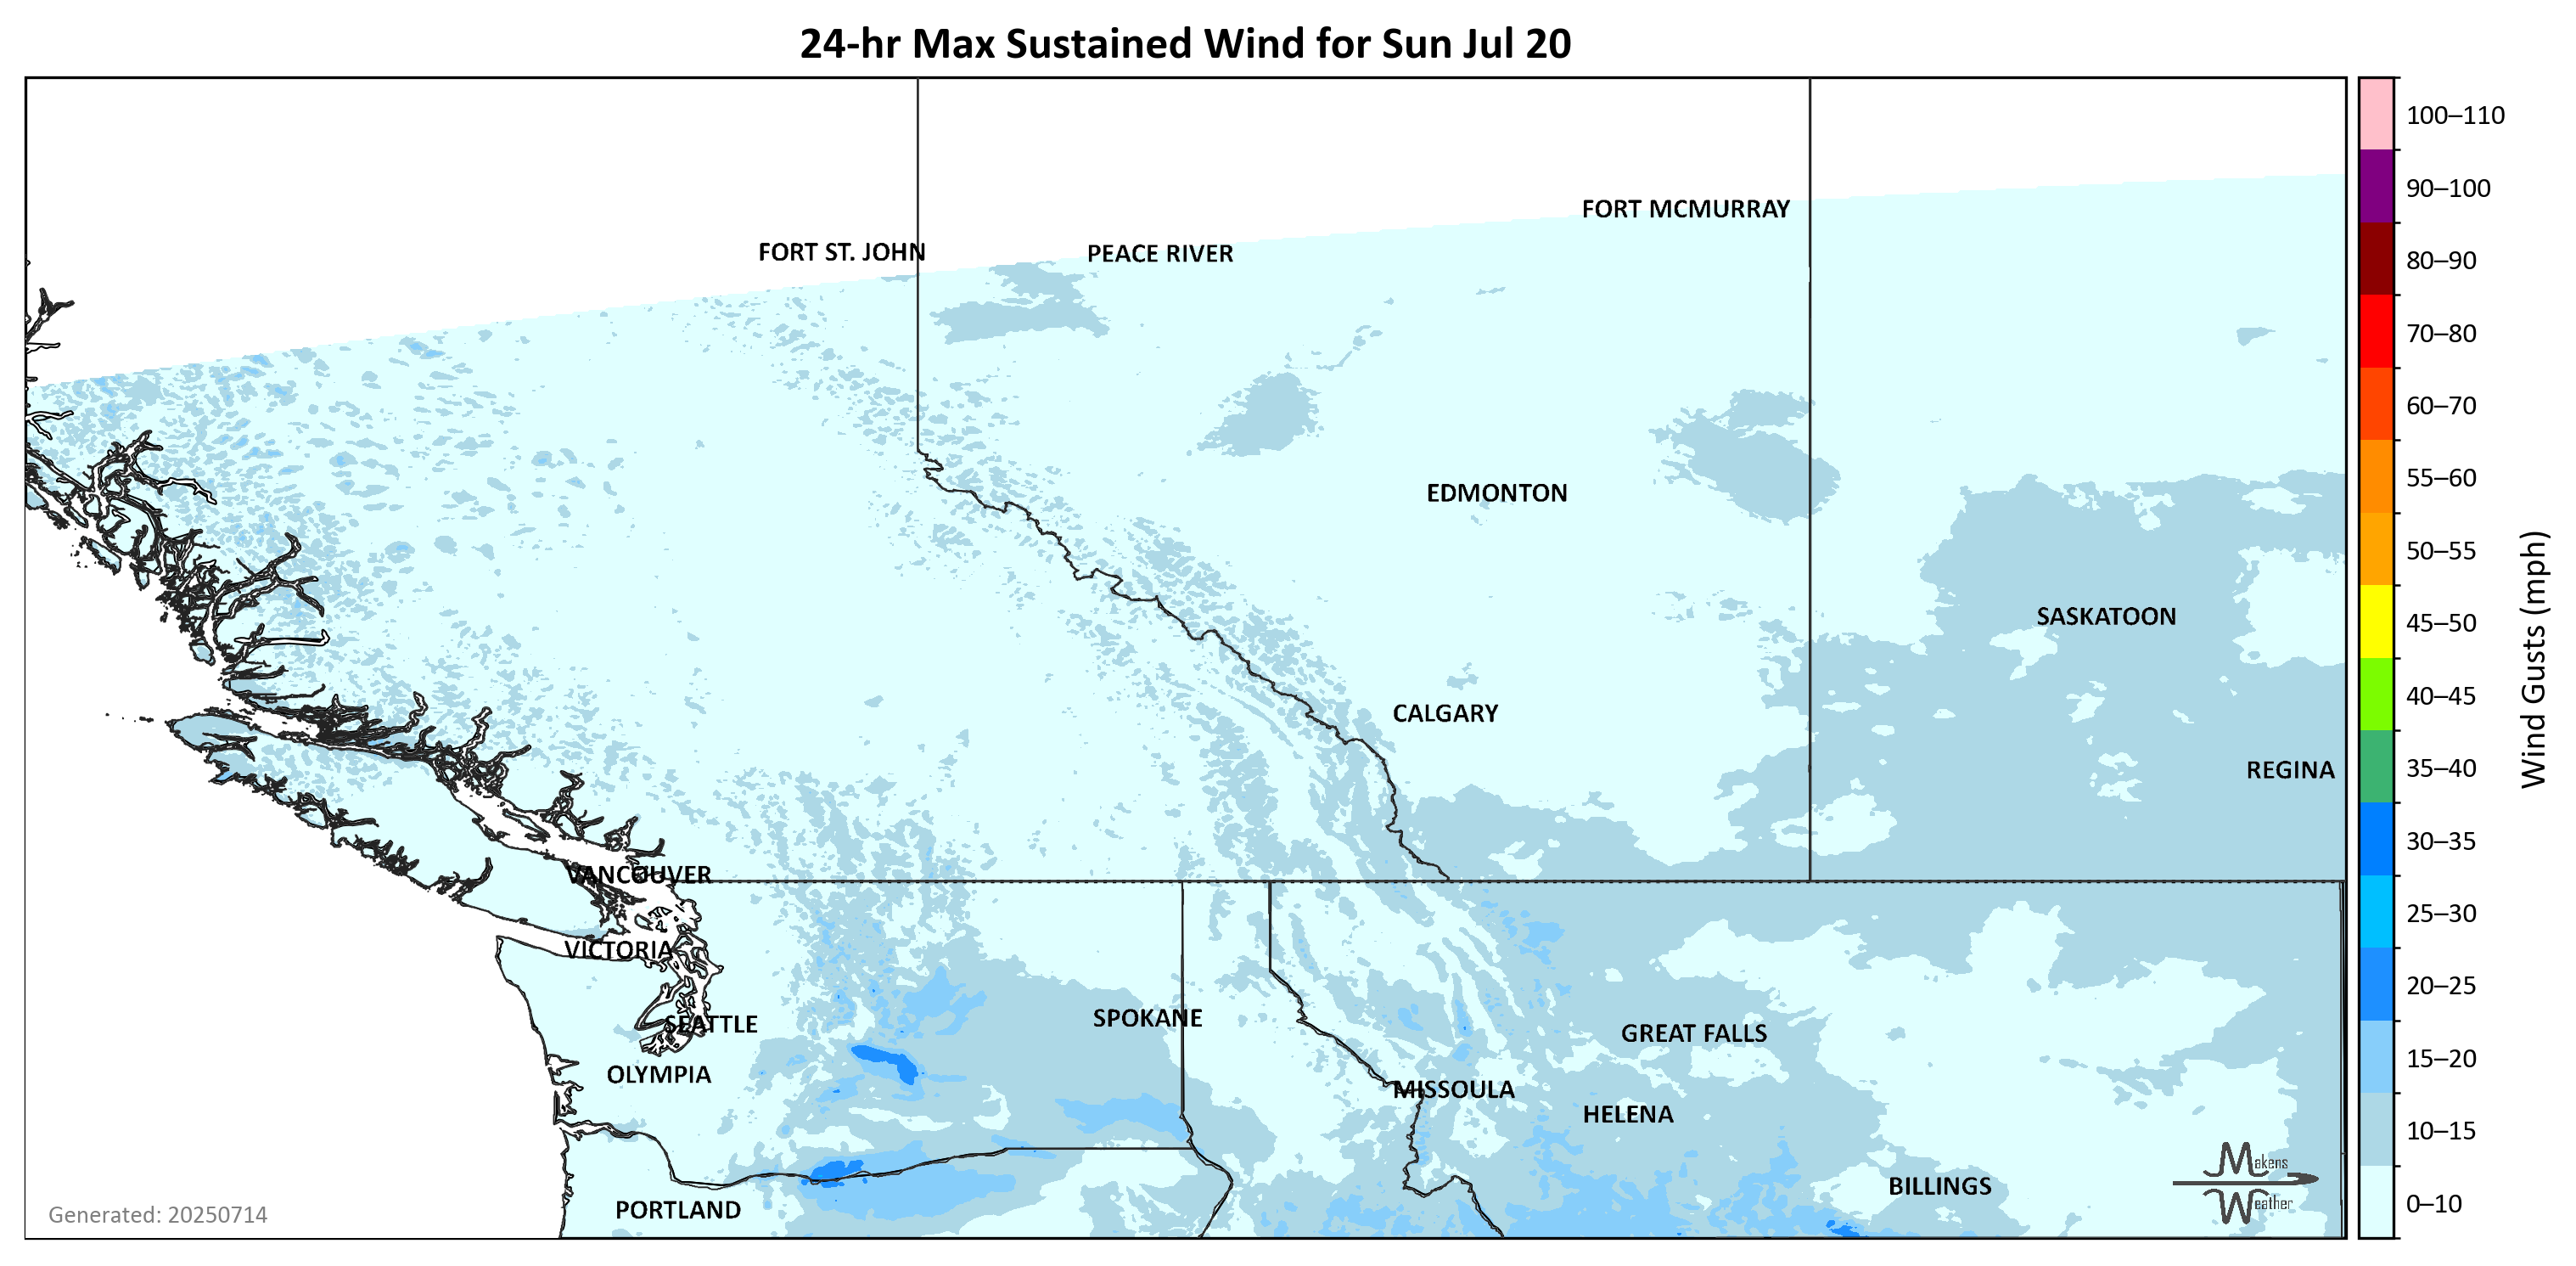 24-hr Max Sustained Wind for Sun Jul 20
100–110
90–100
80–90
70–80
60–70
55–60
50–55
45–50
40–45
35–40
30–35
25–30
20–25
15–20
10–15
0–10
Wind Gusts (mph)
FORT MCMURRAY
FORT ST. JOHN
PEACE RIVER
EDMONTON
SASKATOON
CALGARY
REGINA
VANCOUVER
VICTORIA
SEATTLE
SPOKANE
GREAT FALLS
OLYMPIA
MISSOULA
HELENA
BILLINGS
PORTLAND
Makens
Weather
Generated: 20250714